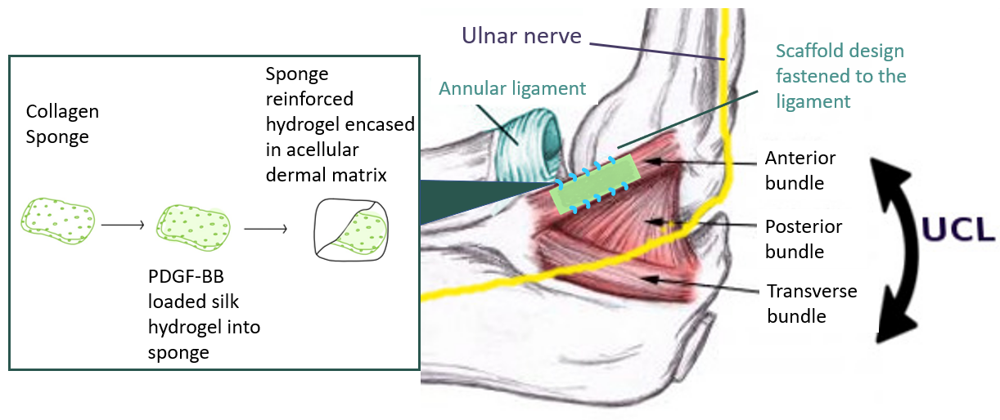 Collagen
Sponge
PDGF-BB
loaded silk
hydrogel into
sponge
Sponge
reinforced
hydrogel encased
in acellular
dermal matrix
Ulnar nerve
Annular ligament
Scaffold design
fastened to the
ligament
Anterior
bundle
Posterior
bundle
Transverse
bundle
UCL